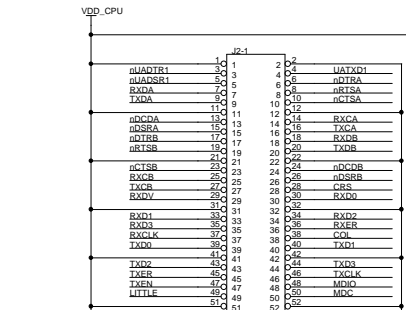 VDD_CPU
J2-1
1 1 2 2
nUADTR1 3 3 4 4 UATXD1
nUADSR1 5 5 6 6 nDTRA
RXDA 7 7 8 8 nRTSA
TXDA 9 9 10 10 nCTSA
11 11 12 12
nDCDA 13 13 14 14 RXCA
nDSRA 15 15 16 16 TXCA
nDTRB 17 17 18 18 RXDB
nRTSB 19 19 20 20 TXDB
21 21 22 22
nCTSB 23 23 24 24 nDCDB
RXCB 25 25 26 26 nDSRB
TXCB 27 27 28 28 CRS
RXDV 29 29 30 30 RXD0
31 31 32 32
RXD1 33 33 34 34 RXD2
RXD3 35 35 36 36 RXER
RXCLK 37 37 38 38 COL
TXD0 39 39 40 40 TXD1
41 41 42 42
TXD2 43 43 44 44 TXD3
TXER 45 45 46 46 TXCLK
TXEN 47 47 48 48 MDIO
LITTLE 49 49 50 50 MDC
51 51 52 52